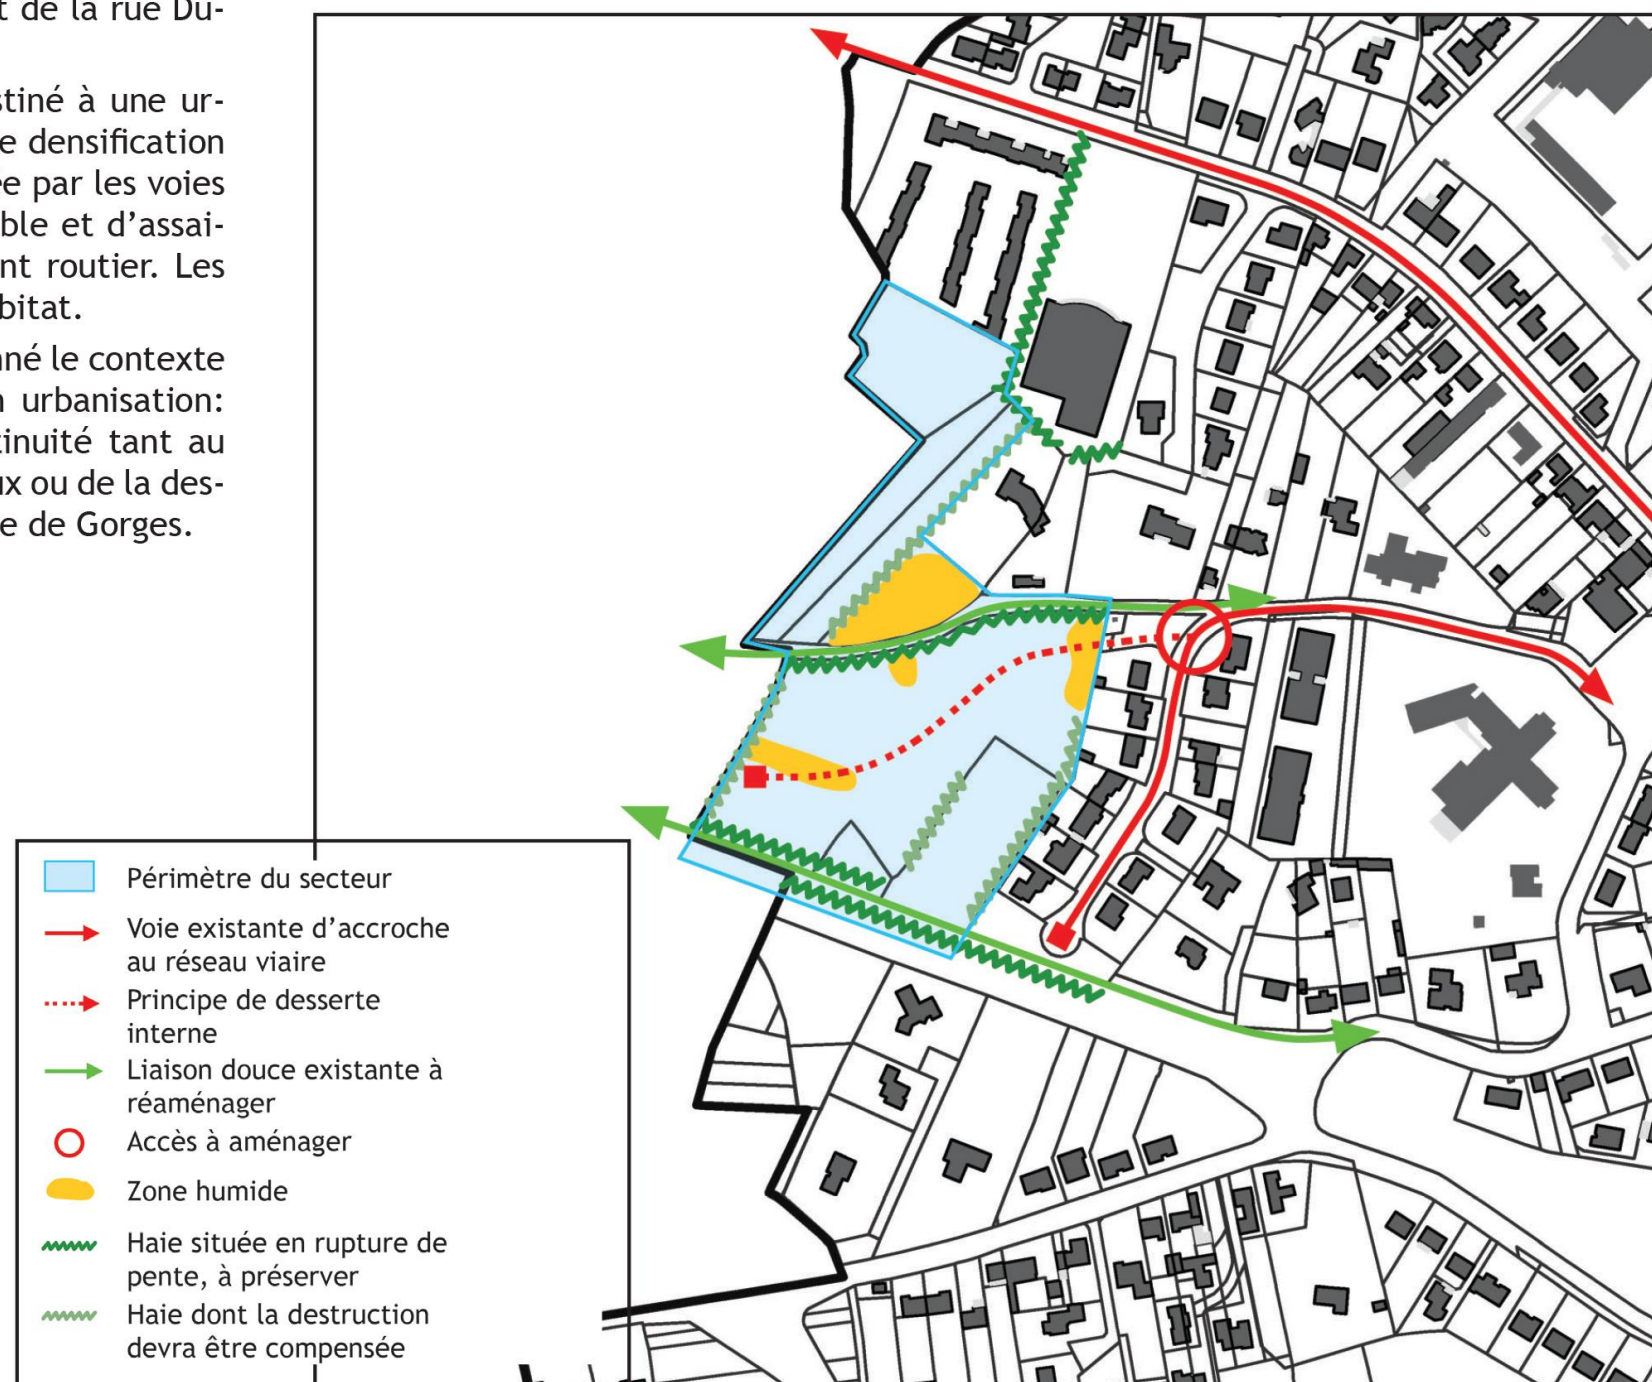 t de la rue Du-
stiné à une ur-
e densification
ée par les voies
ble et d’assai-
nt routier. Les
bitat.
né le contexte
n urbanisation:
tinuité tant au
ux ou de la des-
e de Gorges.
Périmètre du secteur
Voie existante d’accroche
au réseau viaire
Principe de desserte
interne
Liaison douce existante à
réaménager
Accès à aménager
Zone humide
Haie située en rupture de
pente, à préserver
Haie dont la destruction
devra être compensée